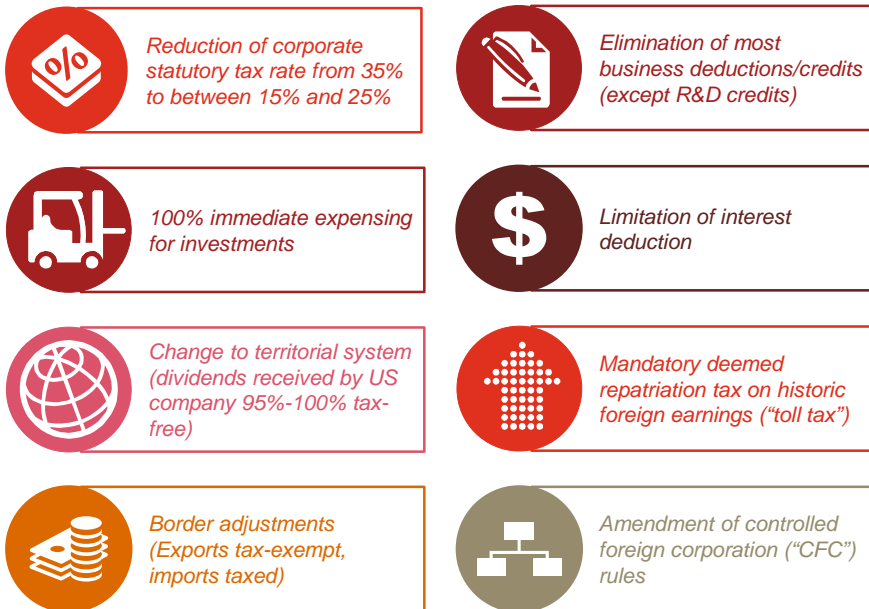 %
Reduction of corporate
statutory tax rate from 35%
to between 15% and 25%
Elimination of most
business deductions/credits
(except R&D credits)
100% immediate expensing
for investments
$
Limitation of interest
deduction
Change to territorial system
(dividends received by US
company 95%-100% tax-
free)
Mandatory deemed
repatriation tax on historic
foreign earnings (“toll tax”)
Border adjustments
(Exports tax-exempt,
imports taxed)
Amendment of controlled
foreign corporation (“CFC”)
rules